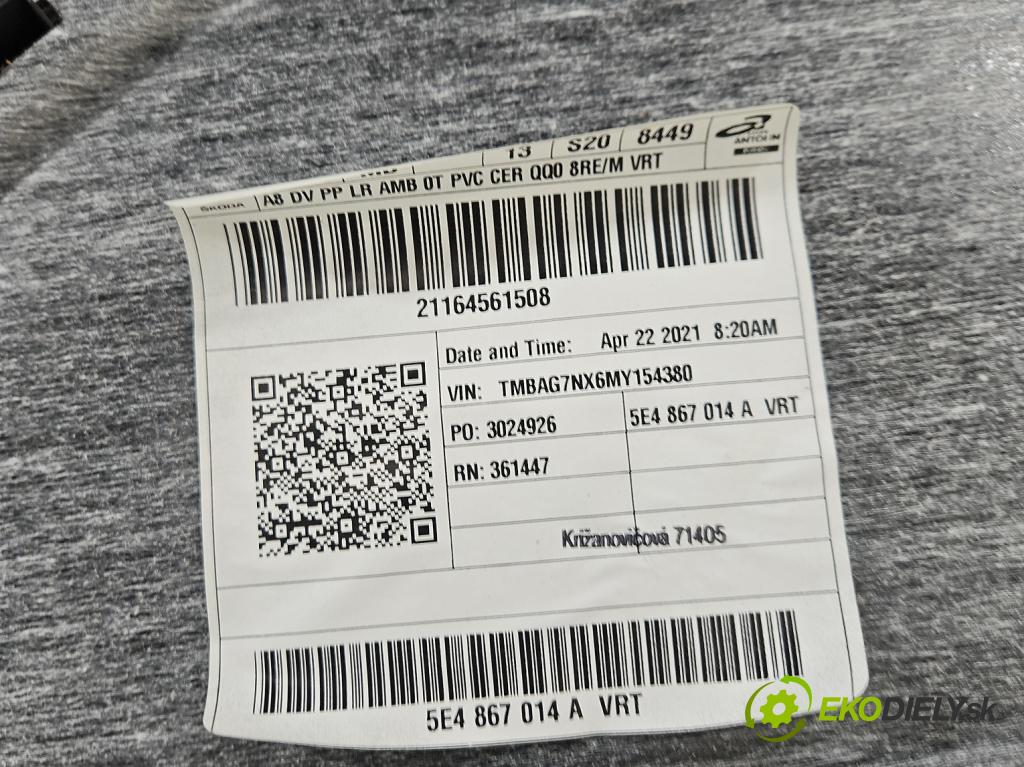 13 S20 8449
ANTOLIN
ŠKODA A8 DV PP LR AMB 0T PVC CER QQ0 8RE/M VRT
21164561508
Date and Time: Apr 22 2021 8:20AM
VIN: TMBAG7NX6MY154380
PO: 3024926 5E4 867 014 A VRT
RN: 361447
Križanovičová 71405
5E4 867 014 A VRT
EKODIELY.sk